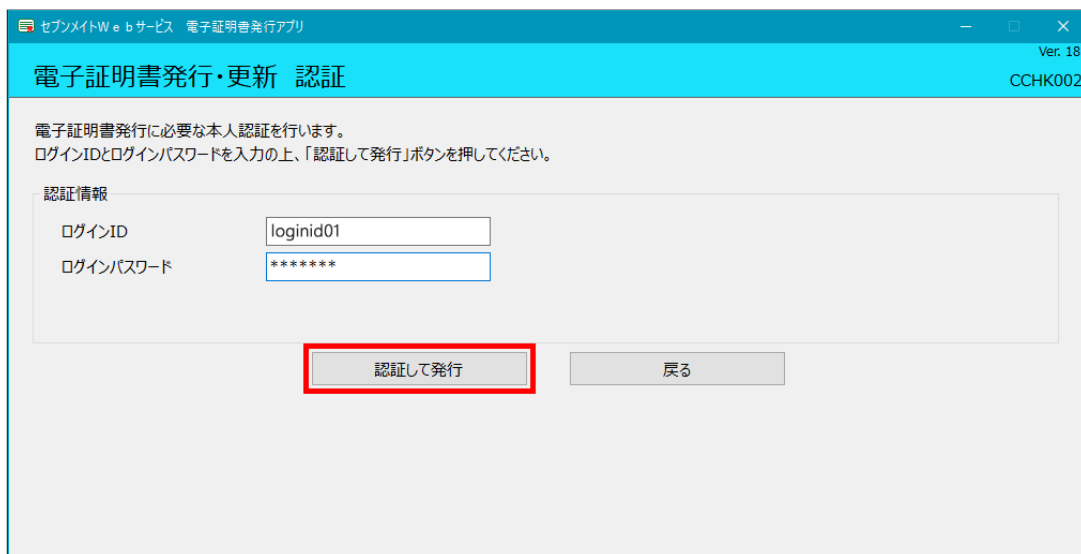 セブンメイトＷｅｂサービス　電子証明書発行アプリ
Ver. 18
電子証明書発行・更新　認証
CCHK002
電子証明書発行に必要な本人認証を行います。
ログインIDとログインパスワードを入力の上、「認証して発行」ボタンを押してください。
認証情報
ログインID loginid01
ログインパスワード *******
認証して発行 戻る